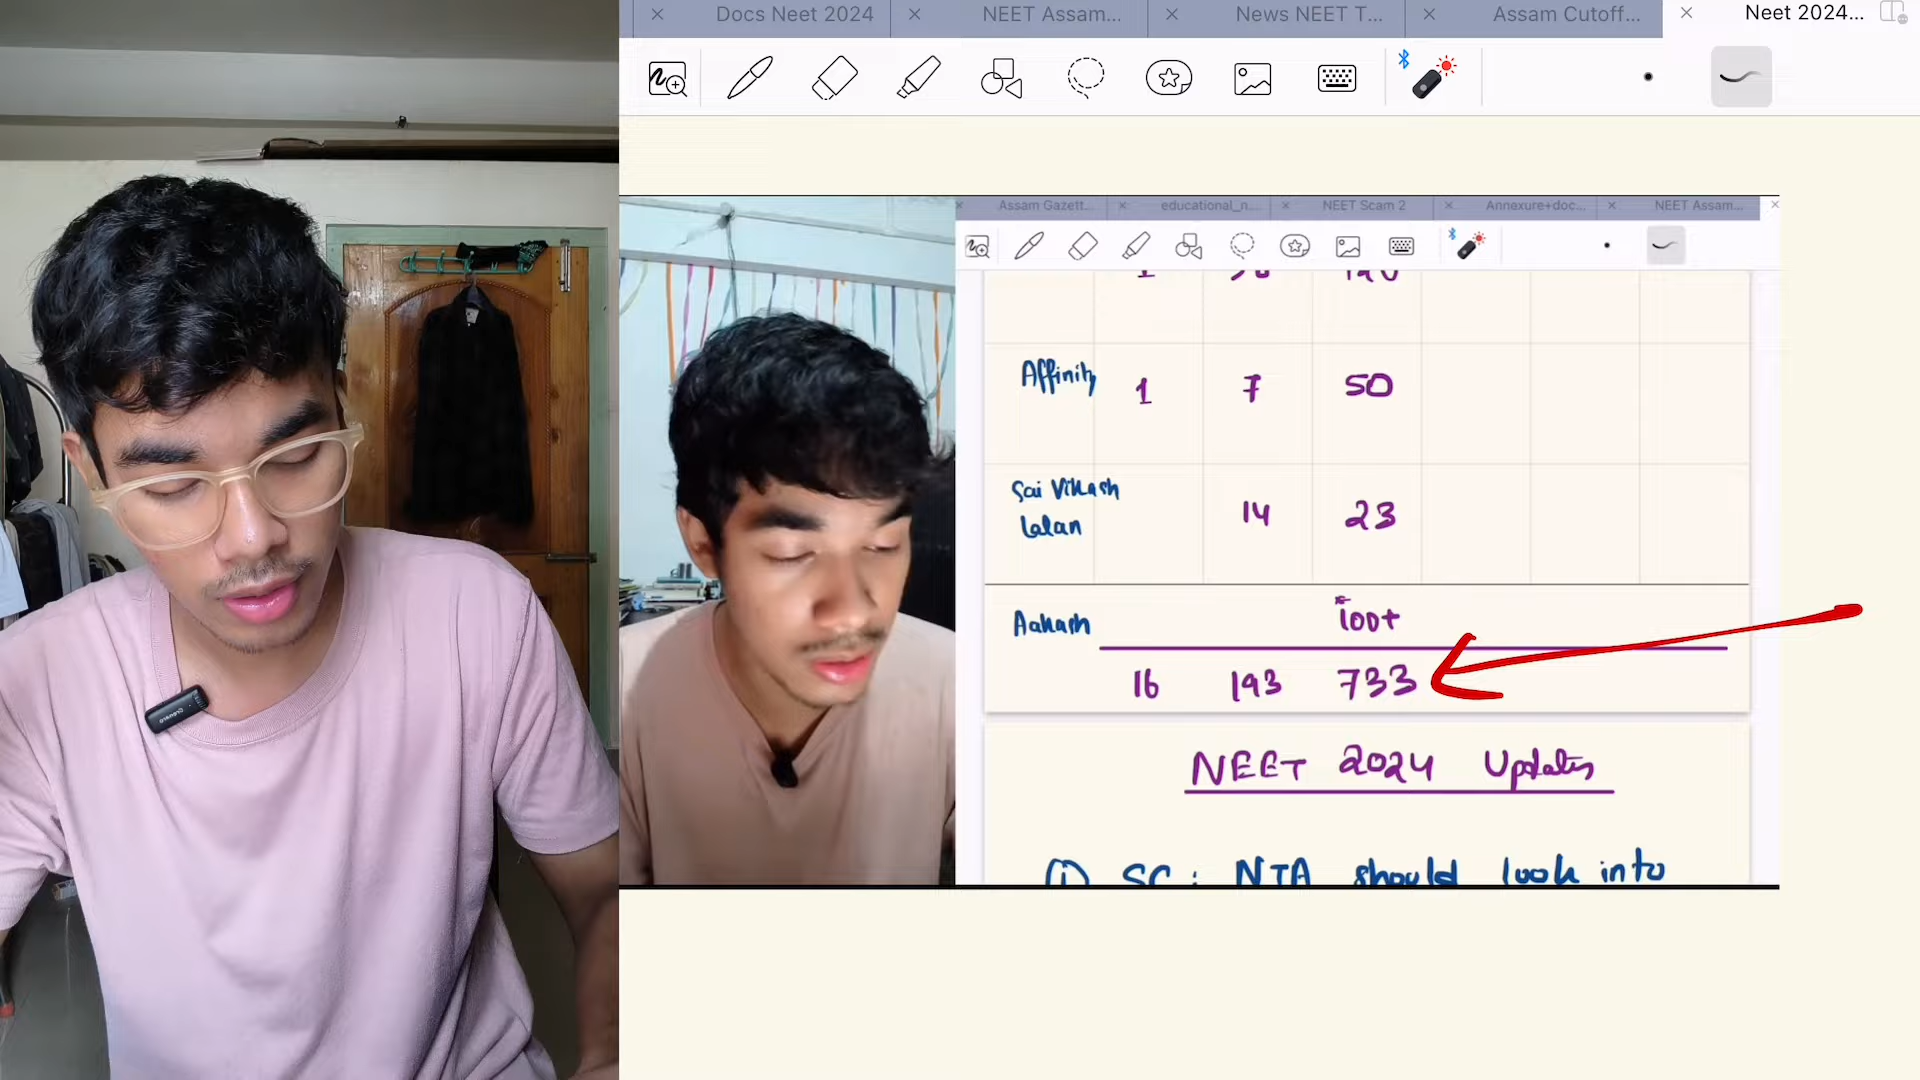 Docs Neet 2024
NEET Assam...
News NEET T...
Assam Cutoff...
Neet 2024...
Assam Gazett...
educational_n...
NEET Scam 2
Annexure+doc...
NEET Assam...
Affinity 1 7 50
Sai Vikash
Lalan
14 23
Aakash 100+
16 193 733
NEET 2024 Updates
(i) SC: NTA should look into